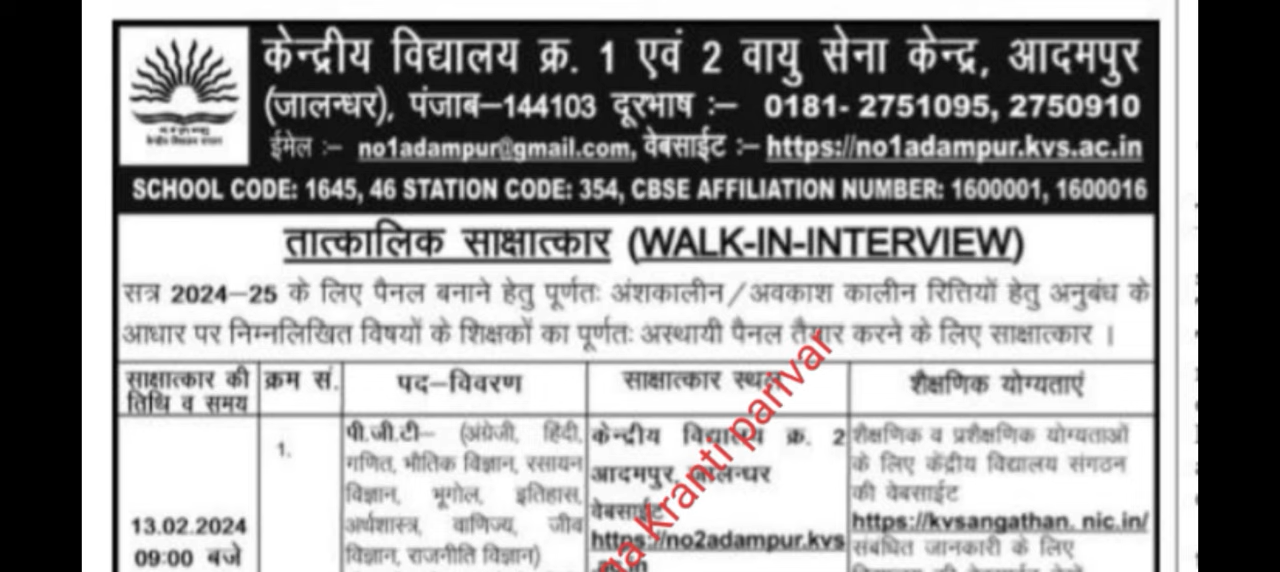 केन्द्रीय विद्यालय क्र. 1 एवं 2 वायु सेना केन्द्र, आदमपुर
(जालन्धर), पंजाब–144103 दूरभाष :– 0181- 2751095, 2750910
ईमेल :– no1adampur@gmail.com, वेबसाईट :– https://no1adampur.kvs.ac.in
SCHOOL CODE: 1645, 46 STATION CODE: 354, CBSE AFFILIATION NUMBER: 1600001, 1600016
तात्कालिक साक्षात्कार (WALK-IN-INTERVIEW)
सत्र 2024–25 के लिए पैनल बनाने हेतु पूर्णतः अंशकालीन/अवकाश कालीन रित्तियों हेतु अनुबंध के
आधार पर निम्नलिखित विषयों के शिक्षकों का पूर्णतः अस्थायी पैनल तैयार करने के लिए साक्षात्कार ।
साक्षात्कार की
तिथि व समय
क्रम सं.
पद–विवरण
साक्षात्कार स्थल
शैक्षणिक योग्यताएं
13.02.2024
09:00 बजे
1.
पी.जी.टी– (अंग्रेजी, हिंदी,
गणित, भौतिक विज्ञान, रसायन
विज्ञान, भूगोल, इतिहास,
अर्थशास्त्र, वाणिज्य, जीव
विज्ञान, राजनीति विज्ञान)
केन्दीय विद्यालय क्र. 2
आदमपुर, जालन्धर
वेबसाईट
https://no2adampur.kvs
शैक्षणिक व प्रशैक्षणिक योग्यताओं
के लिए केंद्रीय विद्यालय संगठन
की वेबसाईट
https://kvsangathan. nic.in/
संबधित जानकारी के लिए
Kranti parivar